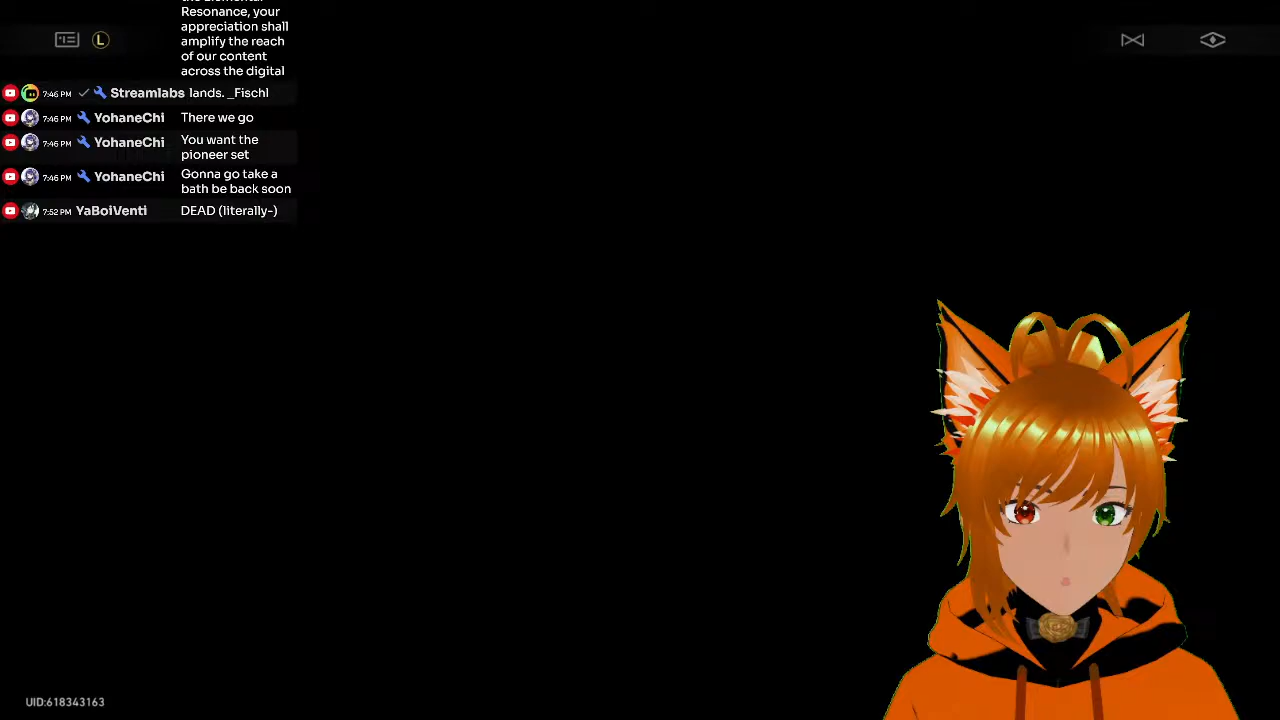 Resonance, your
appreciation shall
amplify the reach
of our content
across the digital
7:46 PM Streamlabs lands. _Fischl
7:46 PM YohaneChi There we go
7:46 PM YohaneChi You want the
pioneer set
7:46 PM YohaneChi Gonna go take a
bath be back soon
7:52 PM YaBoiVenti DEAD (literally-)
L
UID:618343163